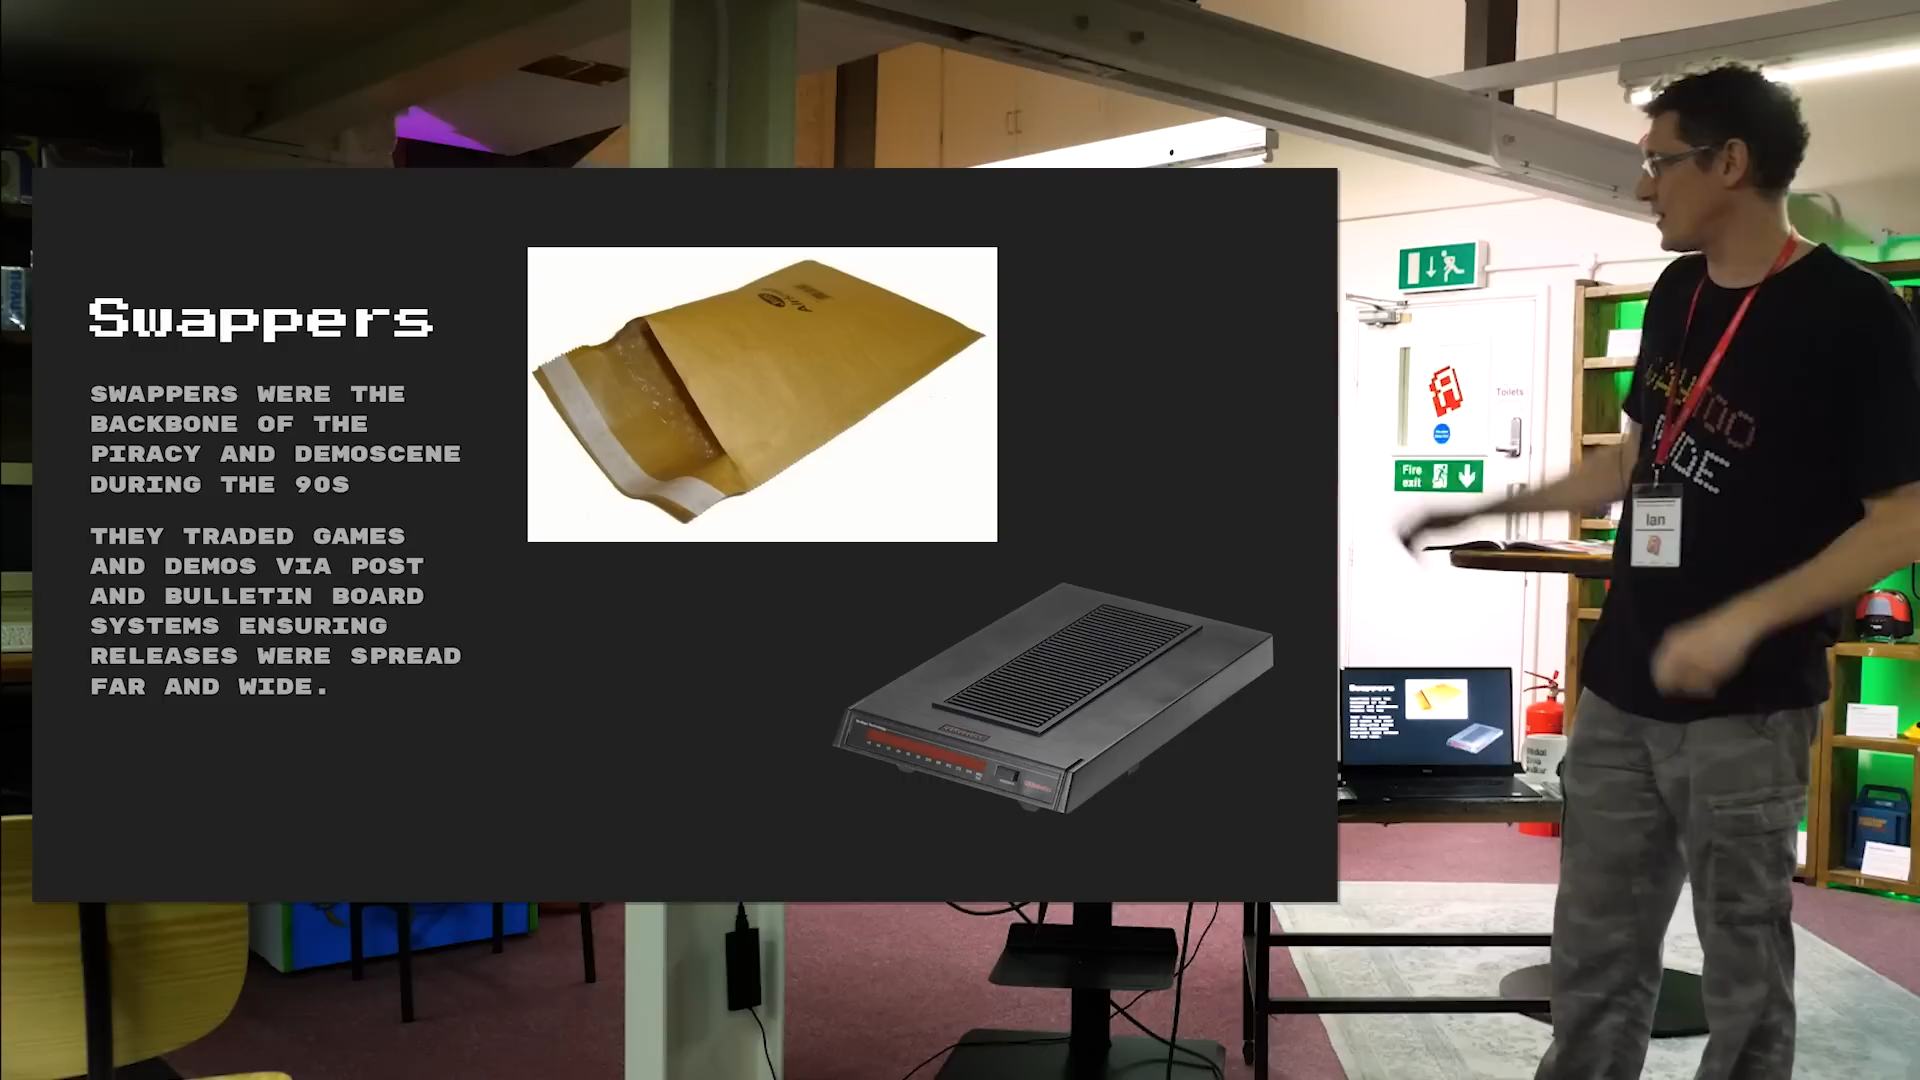 Swappers
SWAPPERS WERE THE
BACKBONE OF THE
PIRACY AND DEMOSCENE
DURING THE 90S
THEY TRADED GAMES
AND DEMOS VIA POST
AND BULLETIN BOARD
SYSTEMS ENSURING
RELEASES WERE SPREAD
FAR AND WIDE.
Toilets
Fire
exit
Ian
Swappers